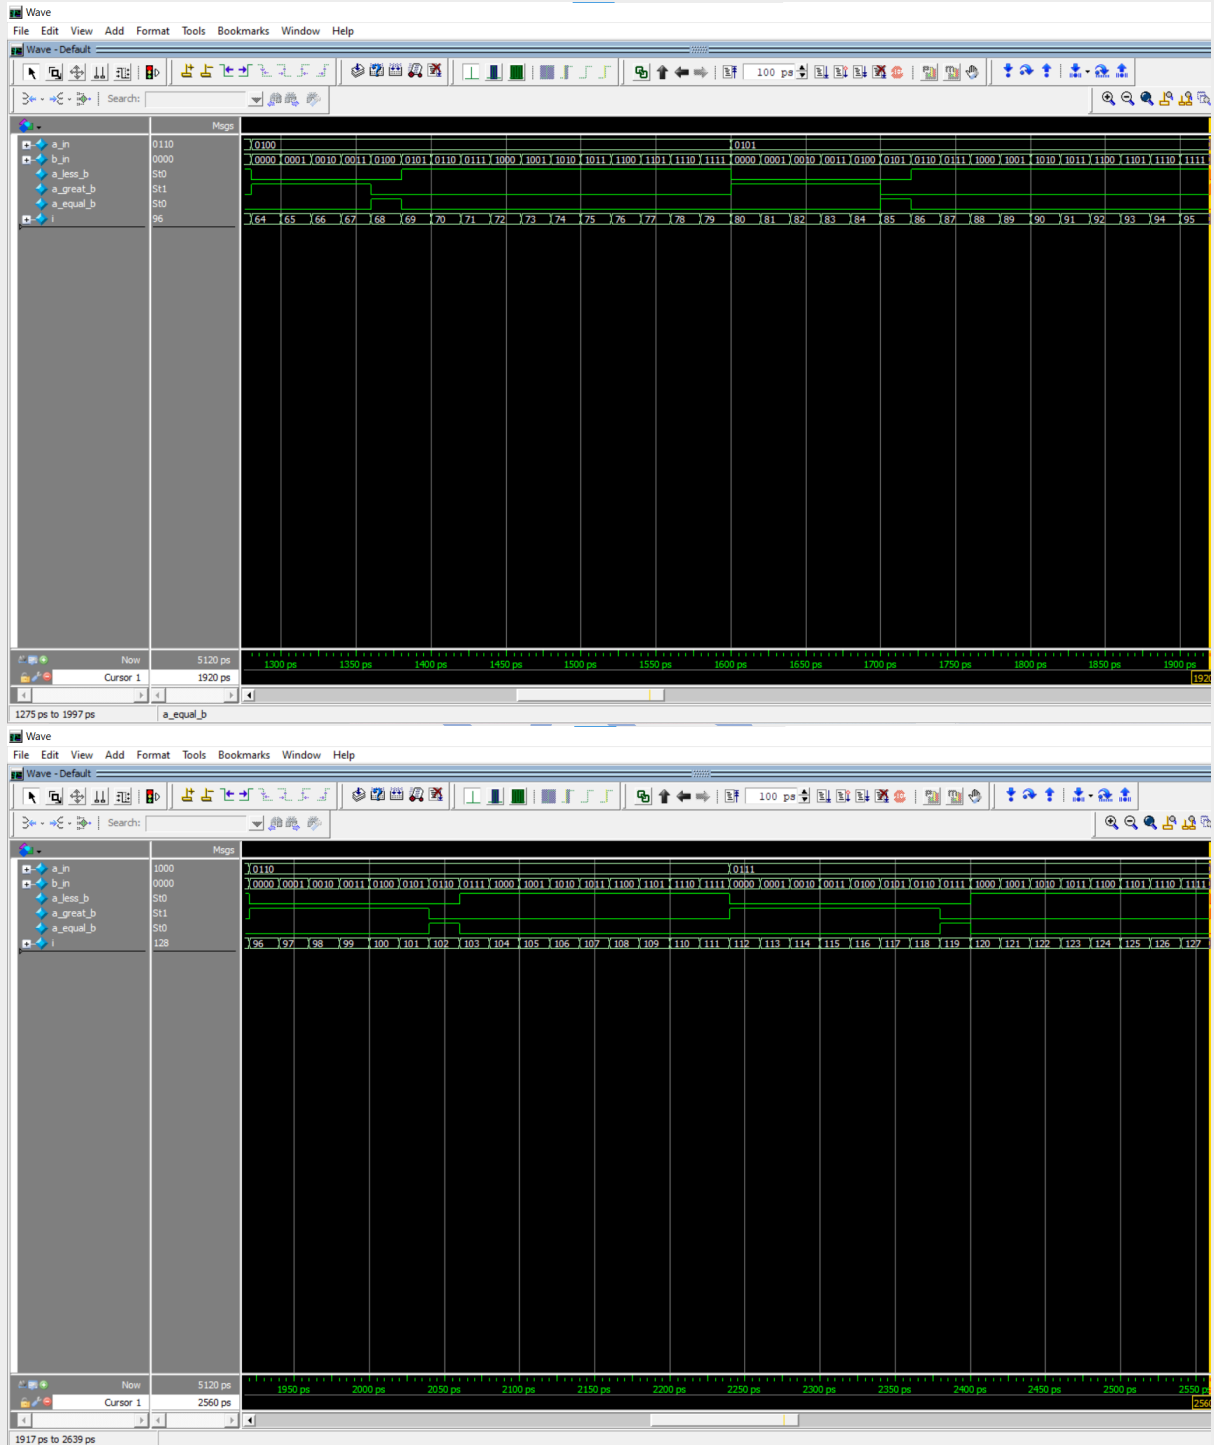 Wave
File Edit View Add Format Tools Bookmarks Window Help
Wave - Default
100 ps
Search:
Msgs
a_in 0110 0100 0101
b_in 0000 0000 0001 0010 0011 0100 0101 0110 0111 1000 1001 1010 1011 1100 1101 1110 1111 0000 0001 0010 0011 0100 0101 0110 0111 1000 1001 1010 1011 1100 1101 1110 1111
a_less_b St0
a_great_b St1
a_equal_b St0
i 96 64 65 66 67 68 69 70 71 72 73 74 75 76 77 78 79 80 81 82 83 84 85 86 87 88 89 90 91 92 93 94 95
Now 5120 ps 1300 ps 1350 ps 1400 ps 1450 ps 1500 ps 1550 ps 1600 ps 1650 ps 1700 ps 1750 ps 1800 ps 1850 ps 1900 ps
Cursor 1 1920 ps 1920
1275 ps to 1997 ps a_equal_b
Wave
File Edit View Add Format Tools Bookmarks Window Help
Wave - Default
100 ps
Search:
Msgs
a_in 1000 0110 0111
b_in 0000 0000 0001 0010 0011 0100 0101 0110 0111 1000 1001 1010 1011 1100 1101 1110 1111 0000 0001 0010 0011 0100 0101 0110 0111 1000 1001 1010 1011 1100 1101 1110 1111
a_less_b St0
a_great_b St1
a_equal_b St0
i 128 96 97 98 99 100 101 102 103 104 105 106 107 108 109 110 111 112 113 114 115 116 117 118 119 120 121 122 123 124 125 126 127
Now 5120 ps 1950 ps 2000 ps 2050 ps 2100 ps 2150 ps 2200 ps 2250 ps 2300 ps 2350 ps 2400 ps 2450 ps 2500 ps 2550 p
Cursor 1 2560 ps 2560
1917 ps to 2639 ps